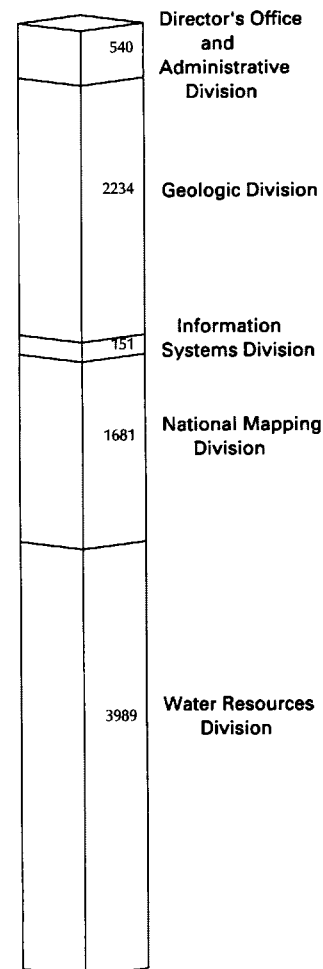 Director's Office
and
Administrative
Division
540
2234
Geologic Division
151
Information
Systems Division
1681
National Mapping
Division
3989
Water Resources
Division